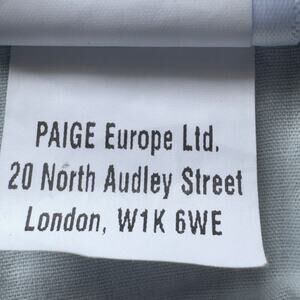 PAIGE Europe Ltd.
20 North Audley Street
London, W1K 6WE